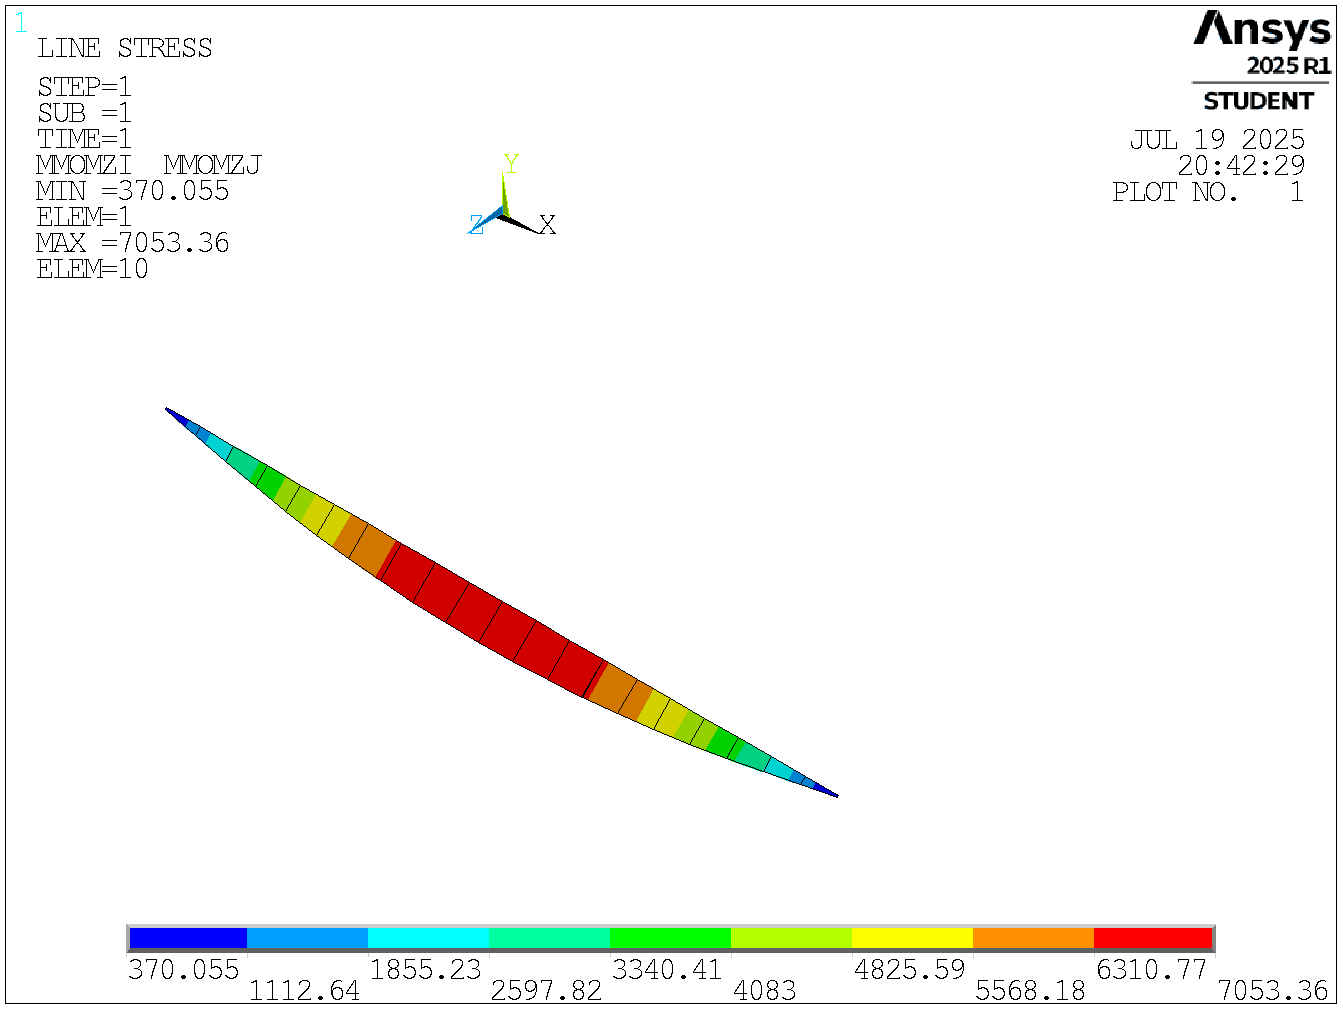 1
LINE STRESS
STEP=1
SUB =1
TIME=1
MMOMZI  MMOMZJ
MIN =370.055
ELEM=1
MAX =7053.36
ELEM=10
Ansys
2025 R1
STUDENT
JUL 19 2025
20:42:29
PLOT NO.   1
Y
Z X
370.055 1855.23 3340.41 4825.59 6310.77
1112.64 2597.82 4083 5568.18 7053.36